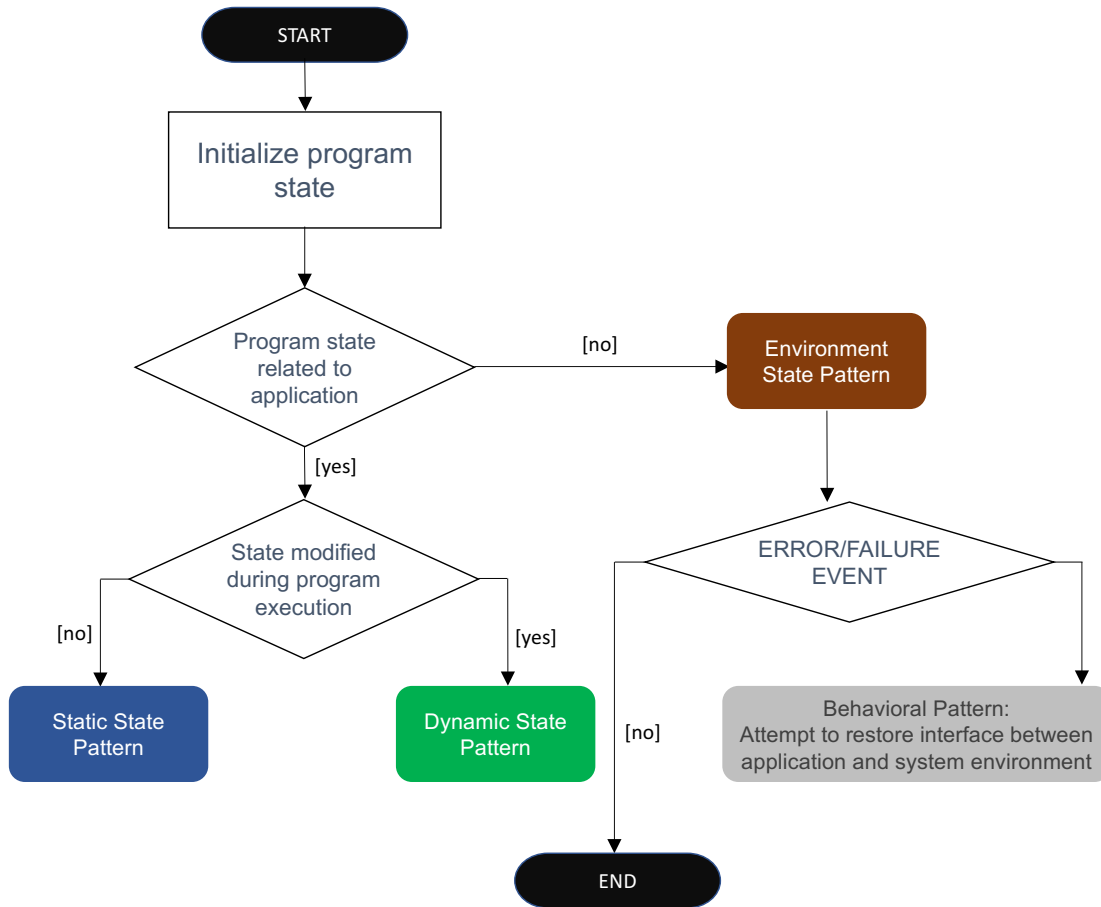 START
Initialize program
state
Program state
related to
application
[no]
Environment
State Pattern
[yes]
State modified
during program
execution
ERROR/FAILURE
EVENT
[no]
[yes]
Static State
Pattern
Dynamic State
Pattern
[no]
Behavioral Pattern:
Attempt to restore interface between
application and system environment
END